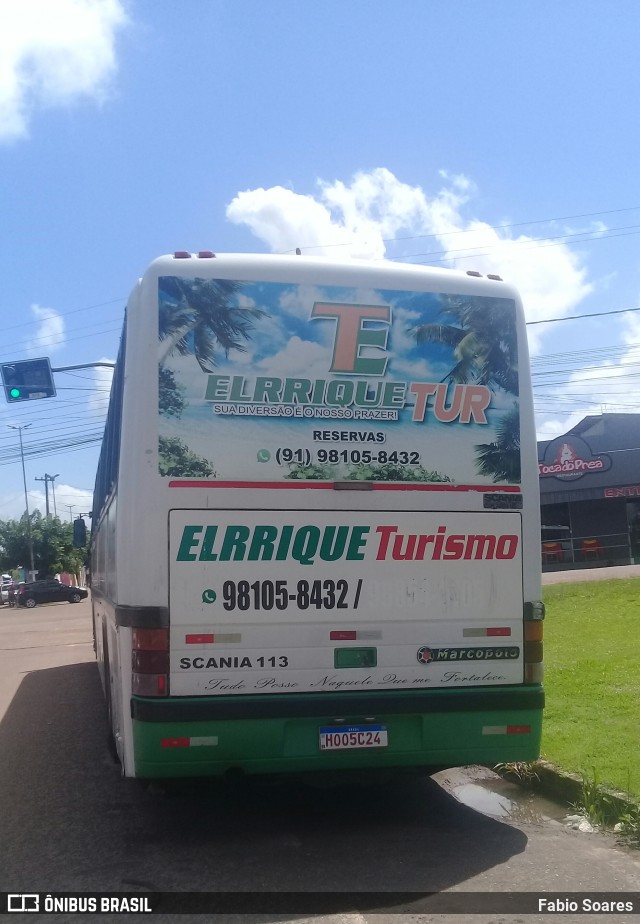 TE
ELRRIQUE TUR
SUA DIVERSÃO É O NOSSO PRAZER!
RESERVAS
(91) 98105-8432
Toca do Prea
ELRRIQUE Turismo
98105-8432 /
SCANIA 113
Marcopolo
Tudo Posso Naquele Que me Fortalece
HOO5C24
ÔNIBUS BRASIL
Fabio Soares